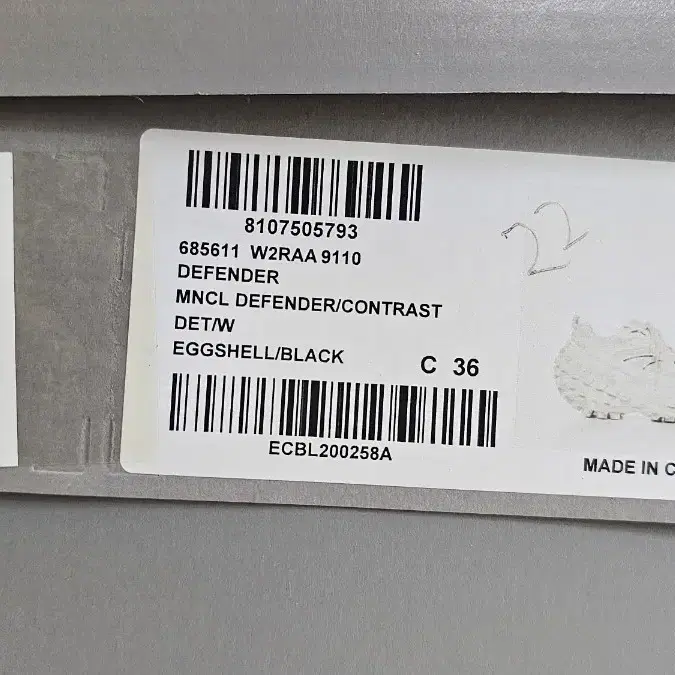 8107505793
685611 W2RAA 9110
DEFENDER
MNCL DEFENDER/CONTRAST
DET/W
EGGSHELL/BLACK
C 36
ECBL200258A
22
MADE IN C